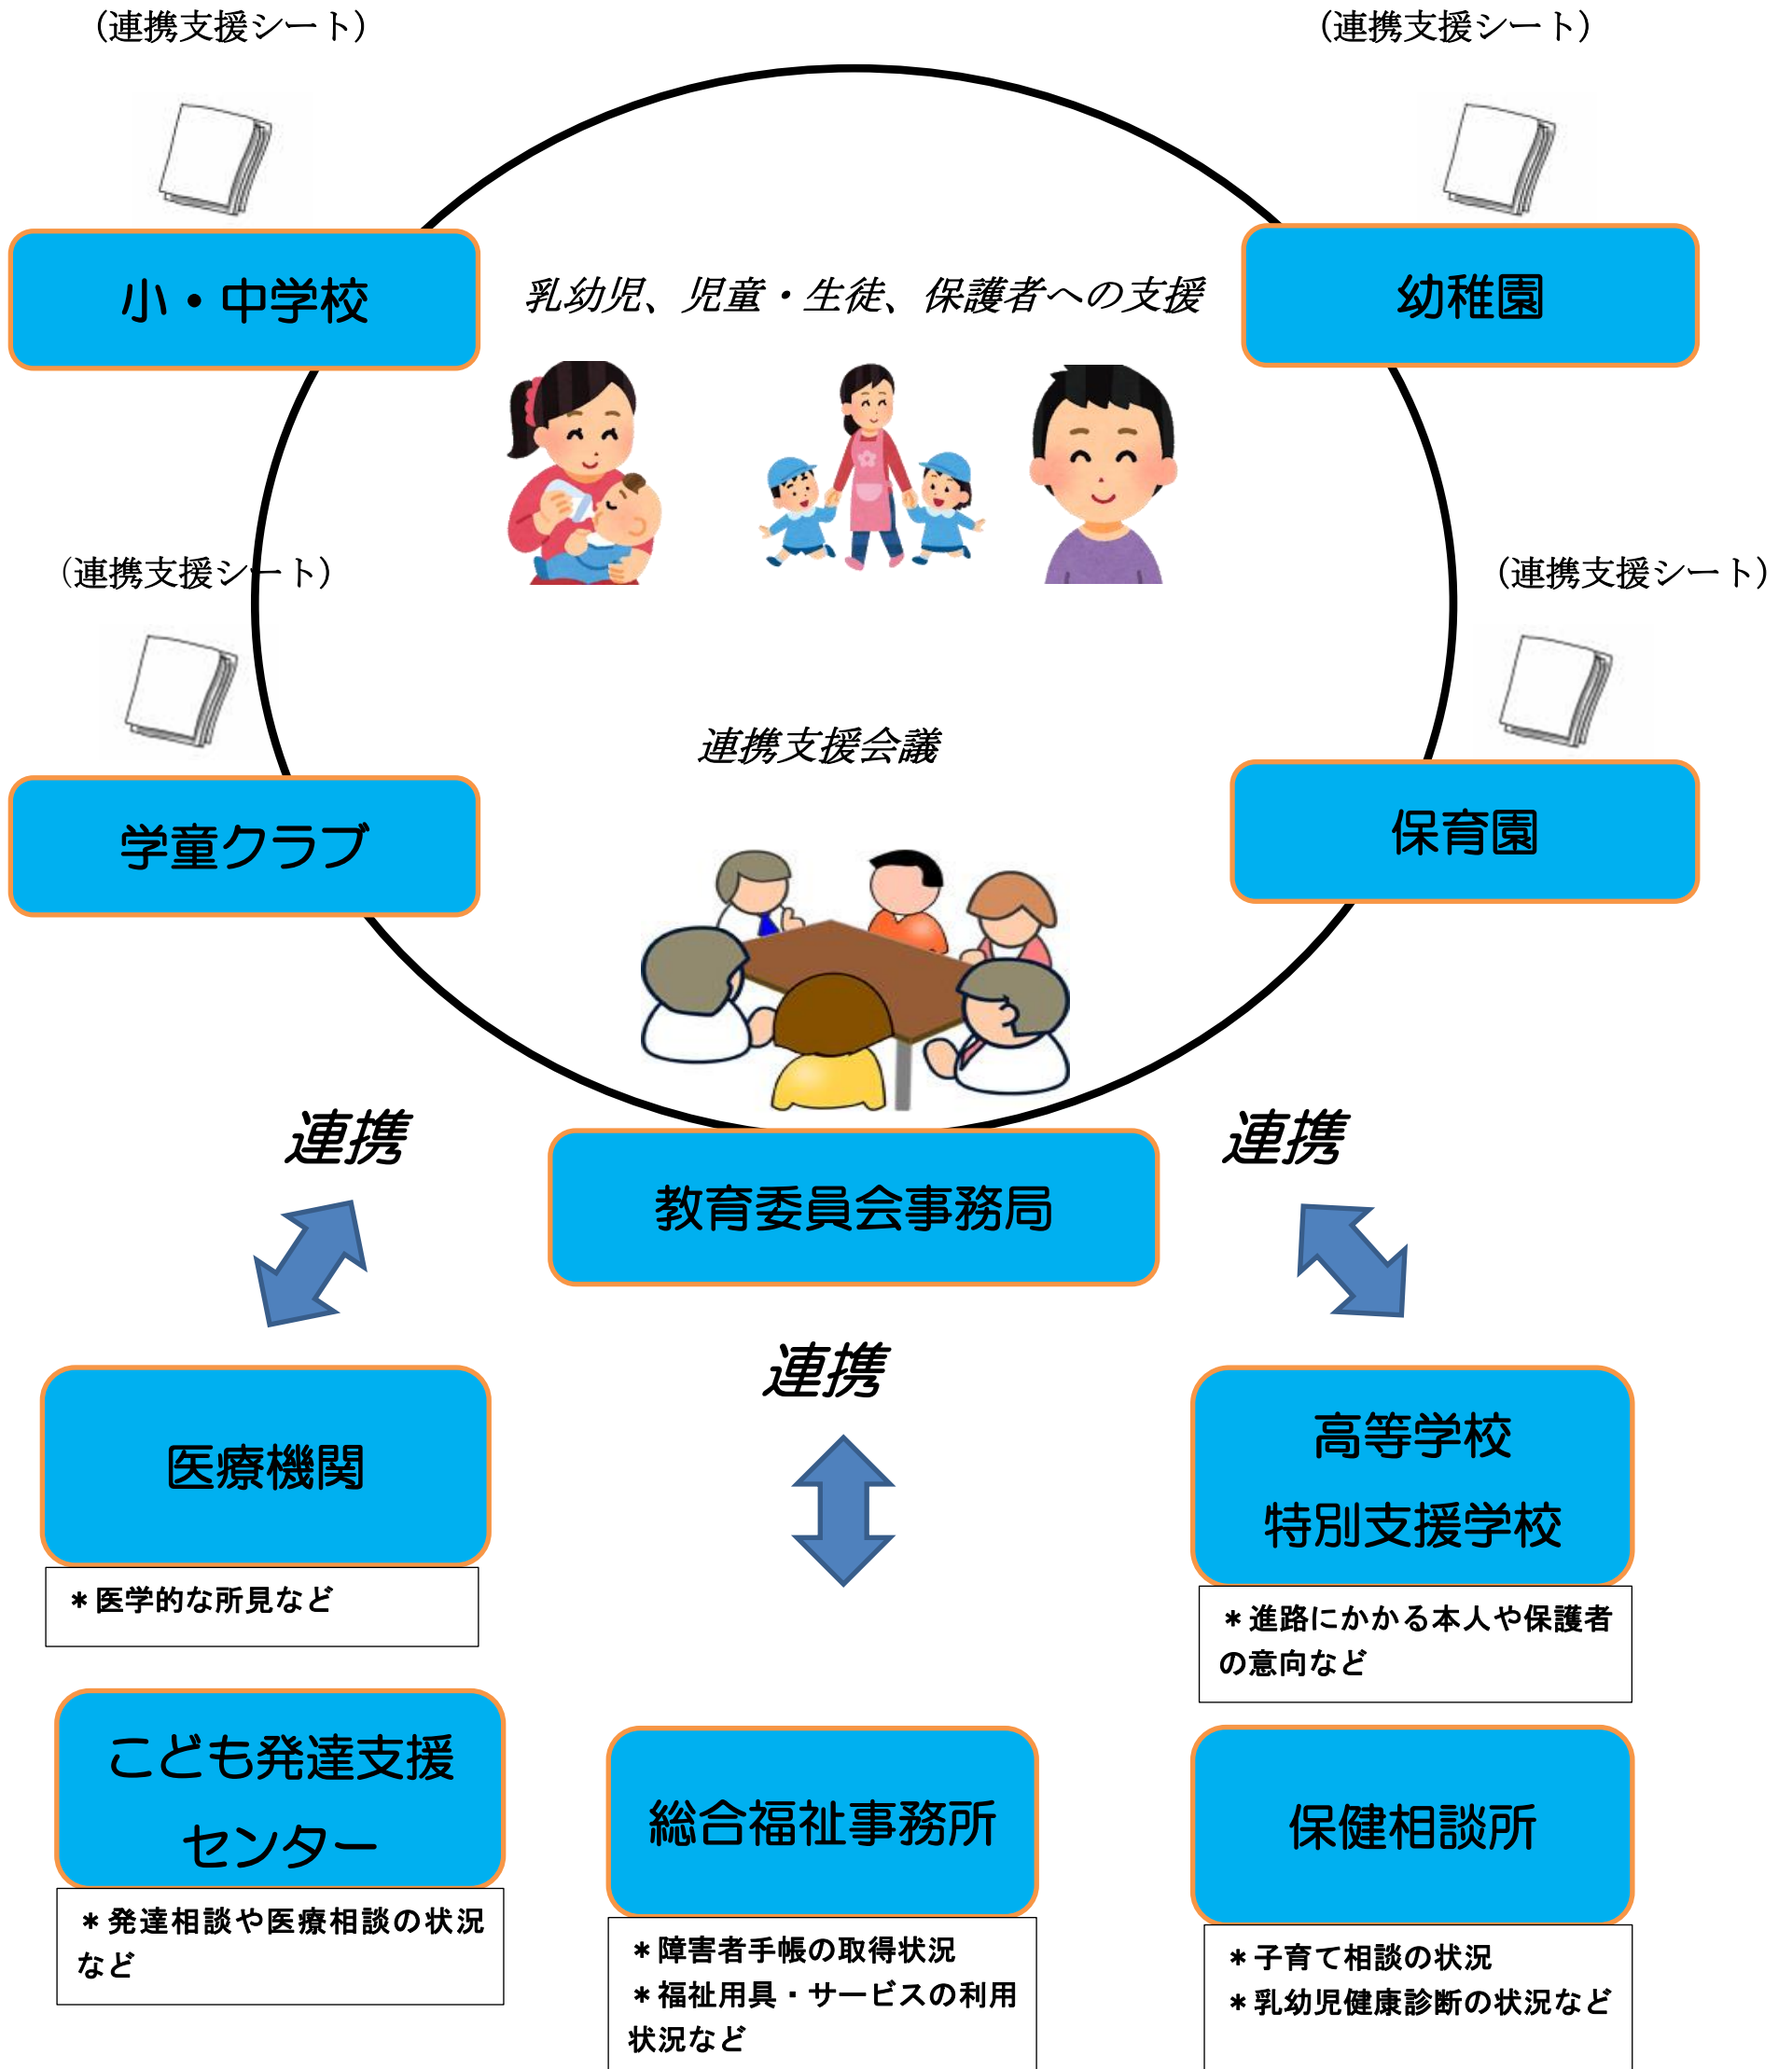 （連携支援シート）
（連携支援シート）
小・中学校
幼稚園
乳幼児、児童・生徒、保護者への支援
（連携支援シート）
（連携支援シート）
連携支援会議
学童クラブ
保育園
連携
連携
教育委員会事務局
連携
医療機関
＊医学的な所見など
高等学校
特別支援学校
＊進路にかかる本人や保護者
の意向など
こども発達支援
センター
＊発達相談や医療相談の状況
など
総合福祉事務所
＊障害者手帳の取得状況
＊福祉用具・サービスの利用
状況など
保健相談所
＊子育て相談の状況
＊乳幼児健康診断の状況など